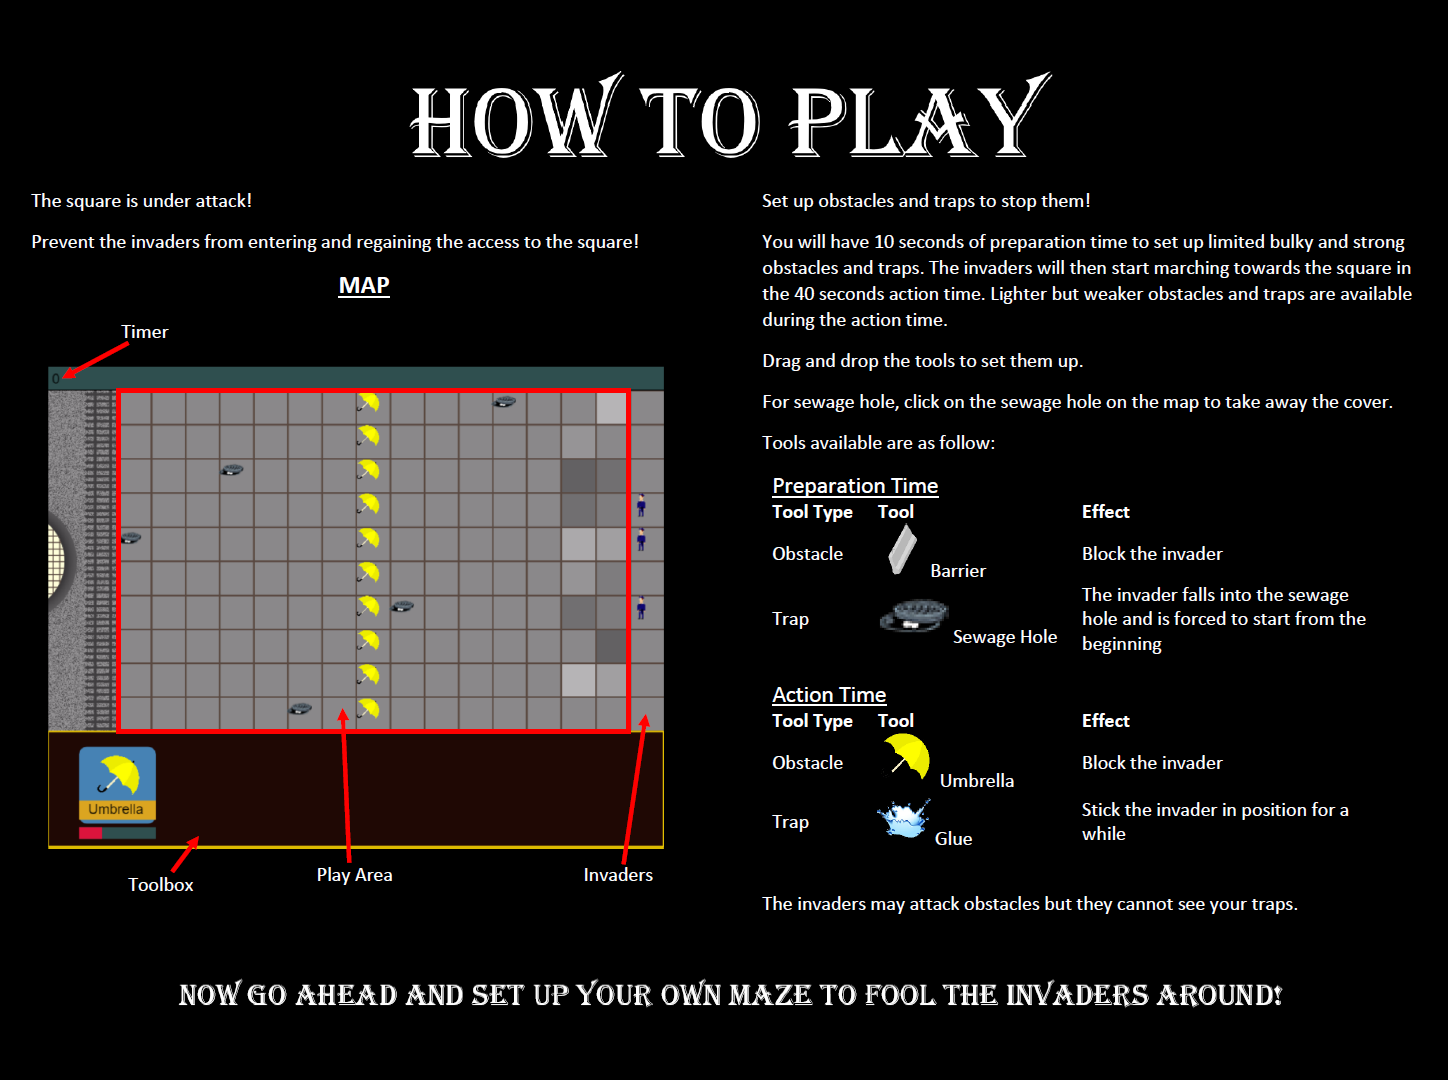 HOW TO PLAY
The square is under attack!
Prevent the invaders from entering and regaining the access to the square!
MAP
Timer
0
Umbrella
Toolbox
Play Area
Invaders
Set up obstacles and traps to stop them!
You will have 10 seconds of preparation time to set up limited bulky and strong
obstacles and traps. The invaders will then start marching towards the square in
the 40 seconds action time. Lighter but weaker obstacles and traps are available
during the action time.
Drag and drop the tools to set them up.
For sewage hole, click on the sewage hole on the map to take away the cover.
Tools available are as follow:
Preparation Time
Tool Type Tool Effect
Obstacle Barrier Block the invader
Trap Sewage Hole The invader falls into the sewage
hole and is forced to start from the
beginning
Action Time
Tool Type Tool Effect
Obstacle Umbrella Block the invader
Trap Glue Stick the invader in position for a
while
The invaders may attack obstacles but they cannot see your traps.
NOW GO AHEAD AND SET UP YOUR OWN MAZE TO FOOL THE INVADERS AROUND!